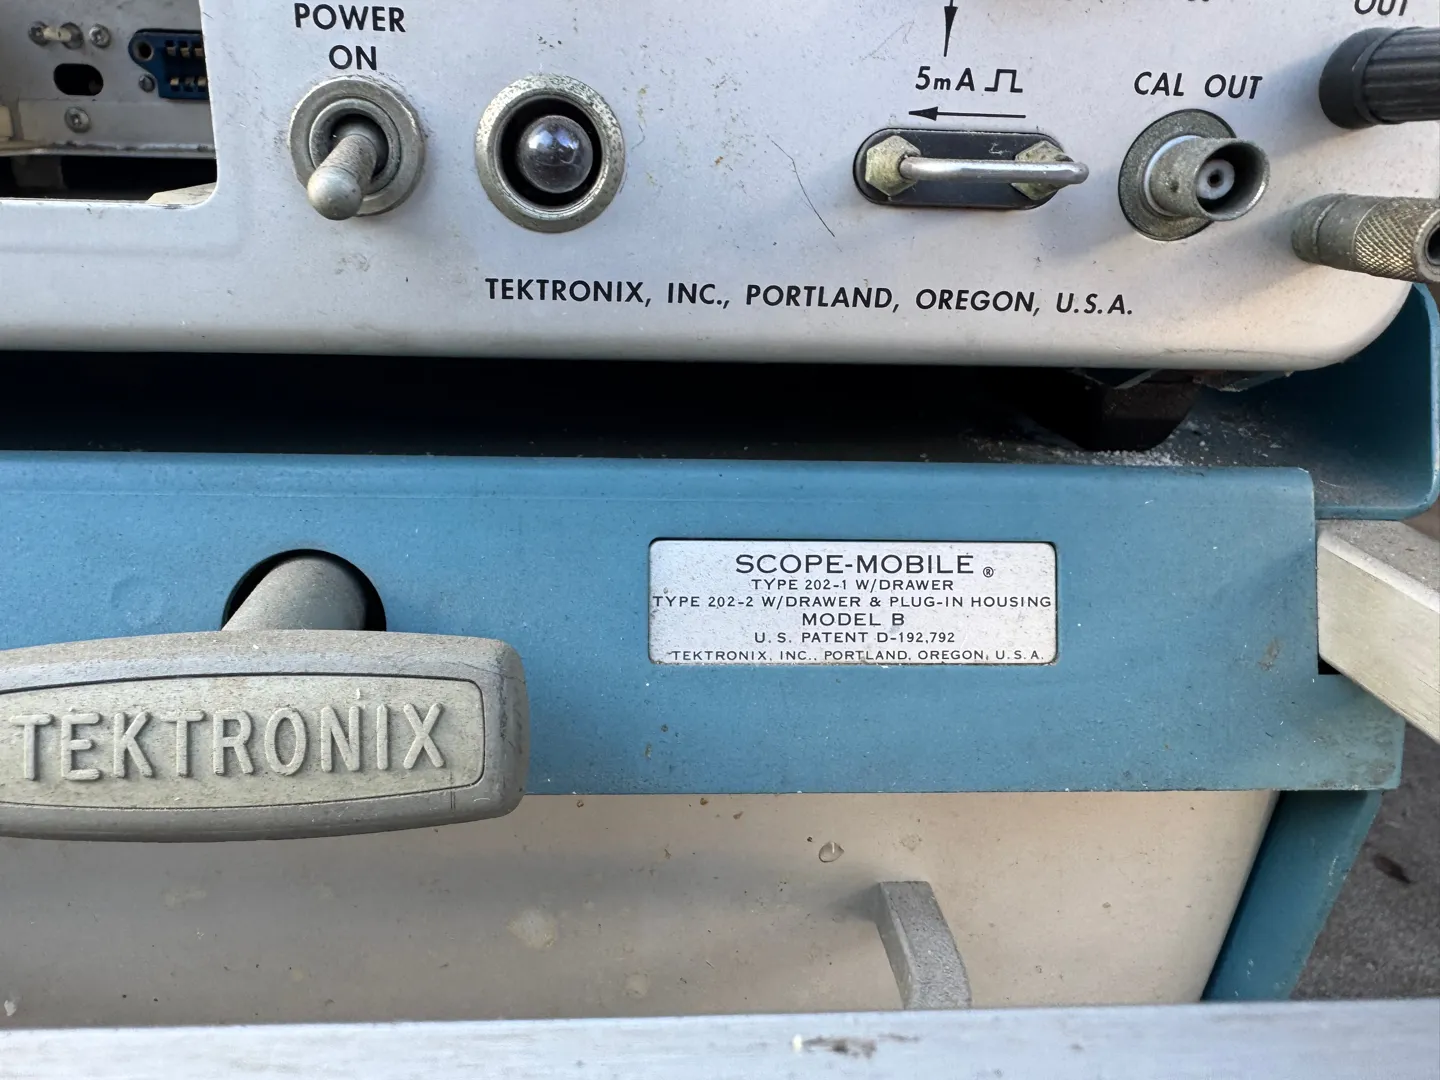 POWER
ON
5mA
CAL OUT
OUT
TEKTRONIX, INC., PORTLAND, OREGON, U.S.A.
SCOPE-MOBILE ®
TYPE 202-1 W/DRAWER
TYPE 202-2 W/DRAWER & PLUG-IN HOUSING
MODEL B
U. S. PATENT D-192,792
TEKTRONIX, INC., PORTLAND, OREGON, U. S. A.
TEKTRONIX